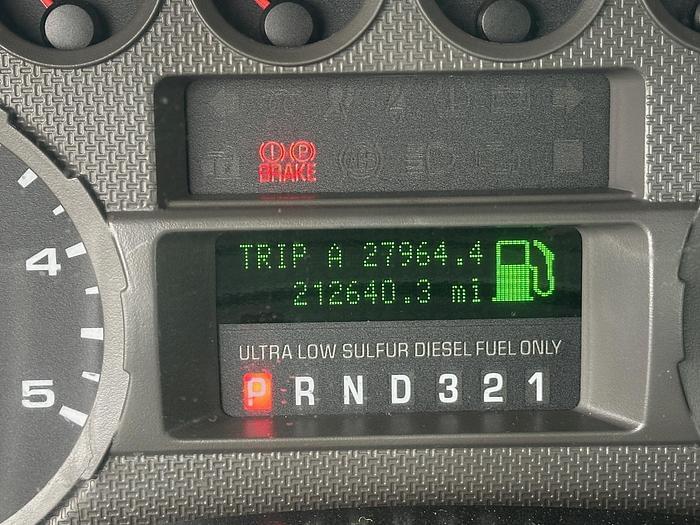 ! P
BRAKE
TRIP A 27964.4
212640.3 mi
ULTRA LOW SULFUR DIESEL FUEL ONLY
P R N D 3 2 1
4
5